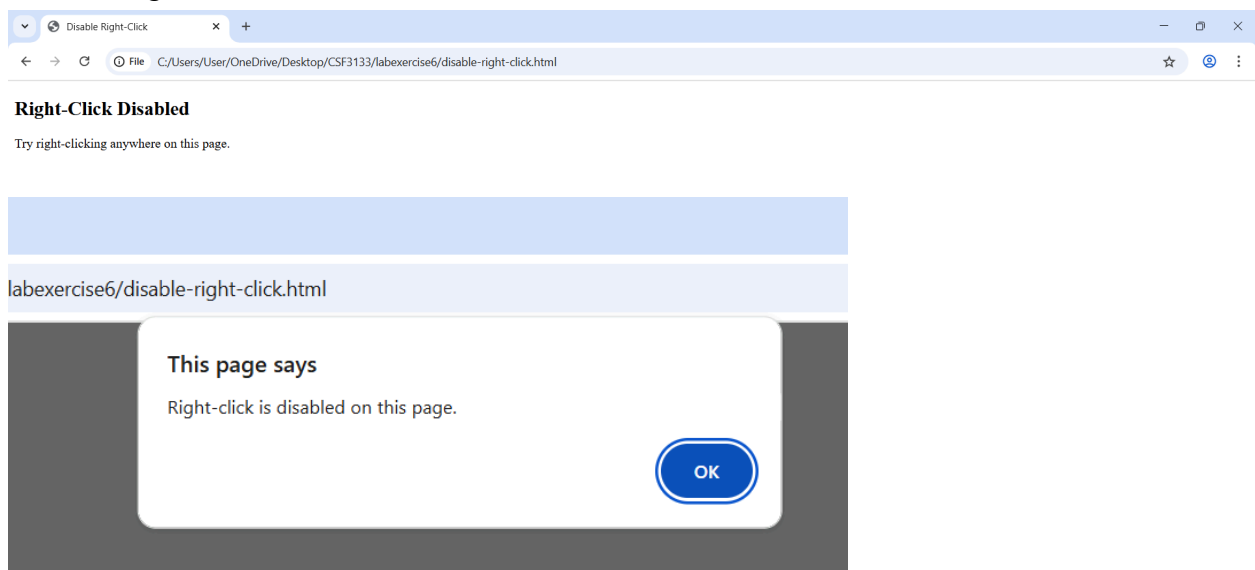 Disable Right-Click
File C:/Users/User/OneDrive/Desktop/CSF3133/labexercise6/disable-right-click.html
Right-Click Disabled
Try right-clicking anywhere on this page.
labexercise6/disable-right-click.html
This page says
Right-click is disabled on this page.
OK